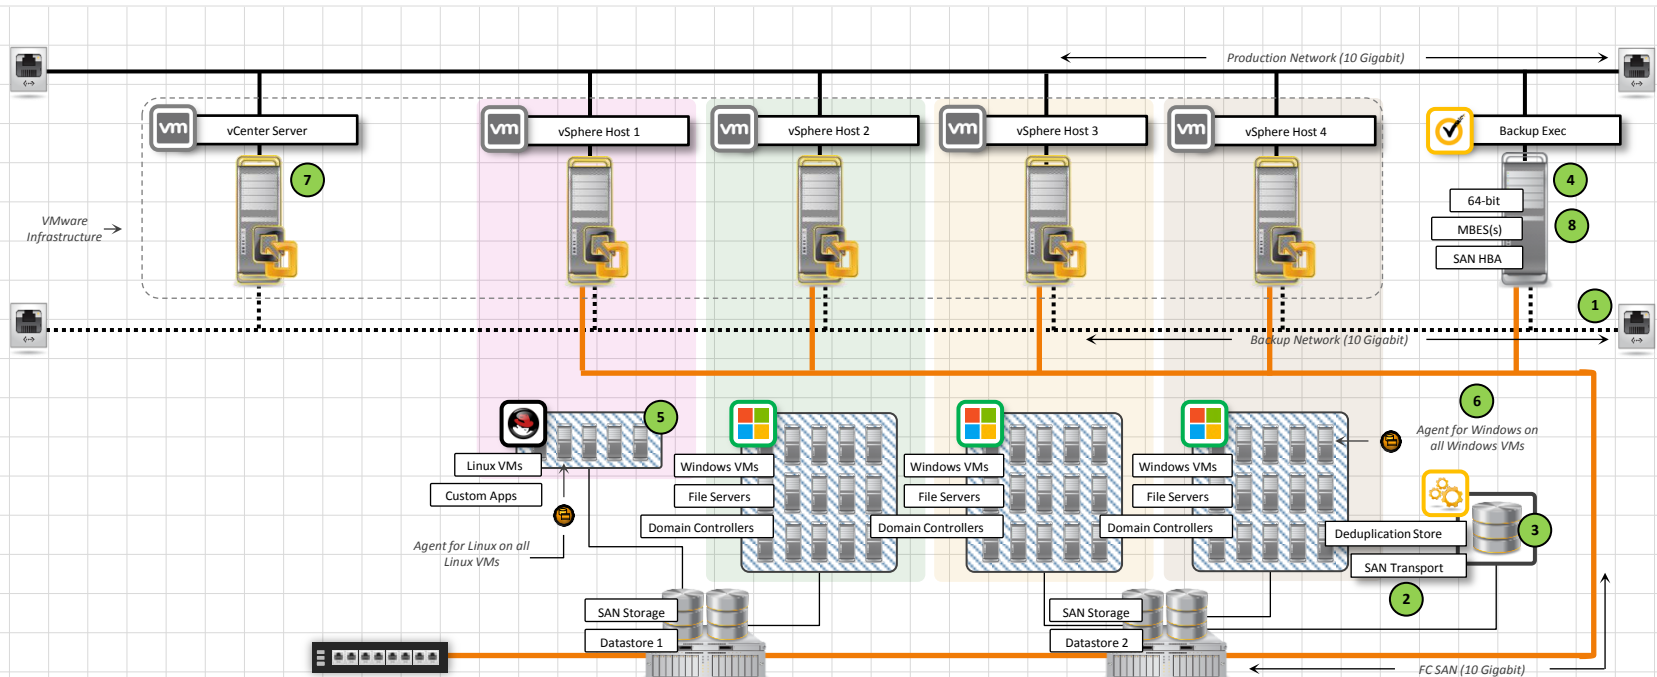 Production Network (10 Gigabit)
vm
vCenter Server
vm
vSphere Host 1
vm
vSphere Host 2
vm
vSphere Host 3
vm
vSphere Host 4
Backup Exec
7
4
64-bit
8
MBES(s)
SAN HBA
VMware
Infrastructure
1
Backup Network (10 Gigabit)
6
Agent for Windows on
all Windows VMs
5
Linux VMs
Custom Apps
Windows VMs
File Servers
Domain Controllers
Windows VMs
File Servers
Domain Controllers
Windows VMs
File Servers
Domain Controllers
Agent for Linux on all
Linux VMs
3
Deduplication Store
SAN Transport
2
SAN Storage
Datastore 1
SAN Storage
Datastore 2
FC SAN (10 Gigabit)